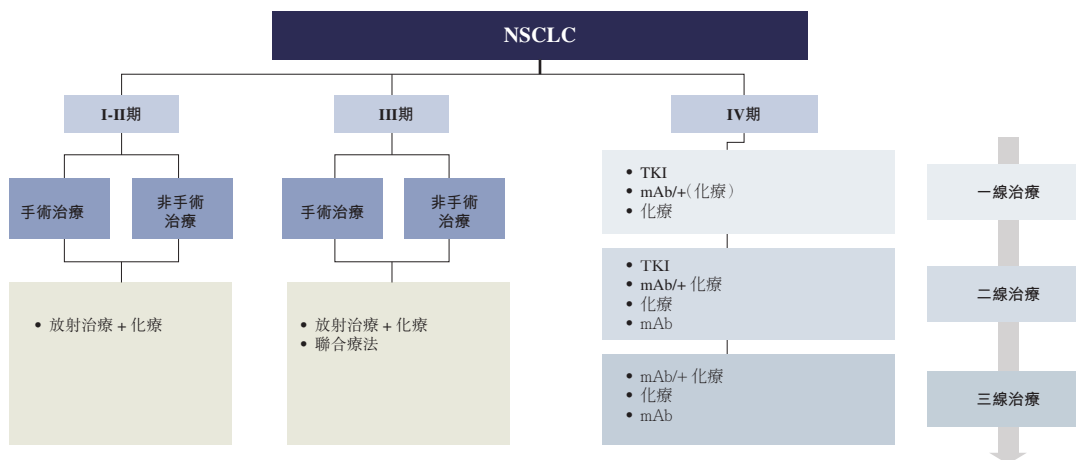 NSCLC
I-II期
III期
IV期
手術治療
非手術
治療
手術治療
非手術
治療
• 放射治療 + 化療
• 放射治療 + 化療
• 聯合療法
• TKI
• mAb/+(化療)
• 化療
一線治療
• TKI
• mAb/+ 化療
• 化療
• mAb
二線治療
• mAb/+ 化療
• 化療
• mAb
三線治療